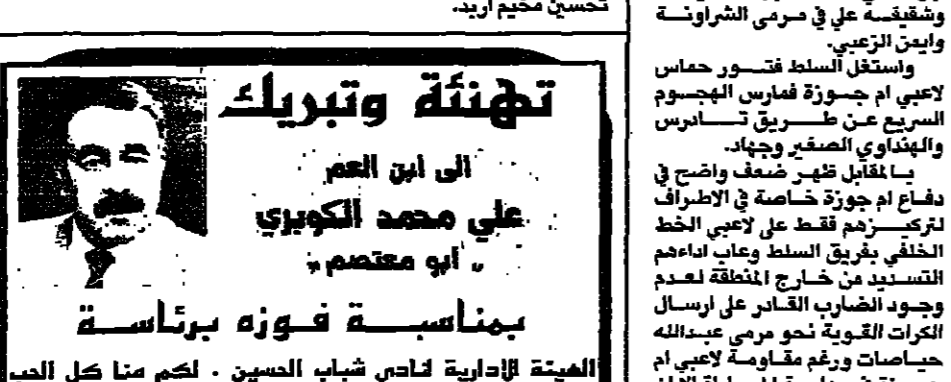 وشقيقه علي في مرمى الشراونة
وايمن الزعبي.
واستغل السلط فتور حماس
لاعبي ام جوزة فمارس الهجوم
السريع عن طريق تادرس
والهنداوي الصغير وجهاد.
بالمقابل ظهر ضعف واضح في
دفاع ام جوزة خاصة في الاطراف
لتركيزهم فقط على لاعبي الخط
الخلفي بفريق السلط وعاب اداءهم
التسديد من خارج المنطقة لعدم
وجود الضارب القادر على ارسال
الكرات القوية نحو مرمى عبدالله
حياصات ورغم مقاومة لاعبي ام
تحسين مخيم اربد.
تهنئة وتبريك
الى ابن العم
علي محمد الكويري
"ابو معتصم"
بمناسبة فوزه برئاسة
الهيئة الإدارية لنادي شباب الحسين . لكم منا كل الحب